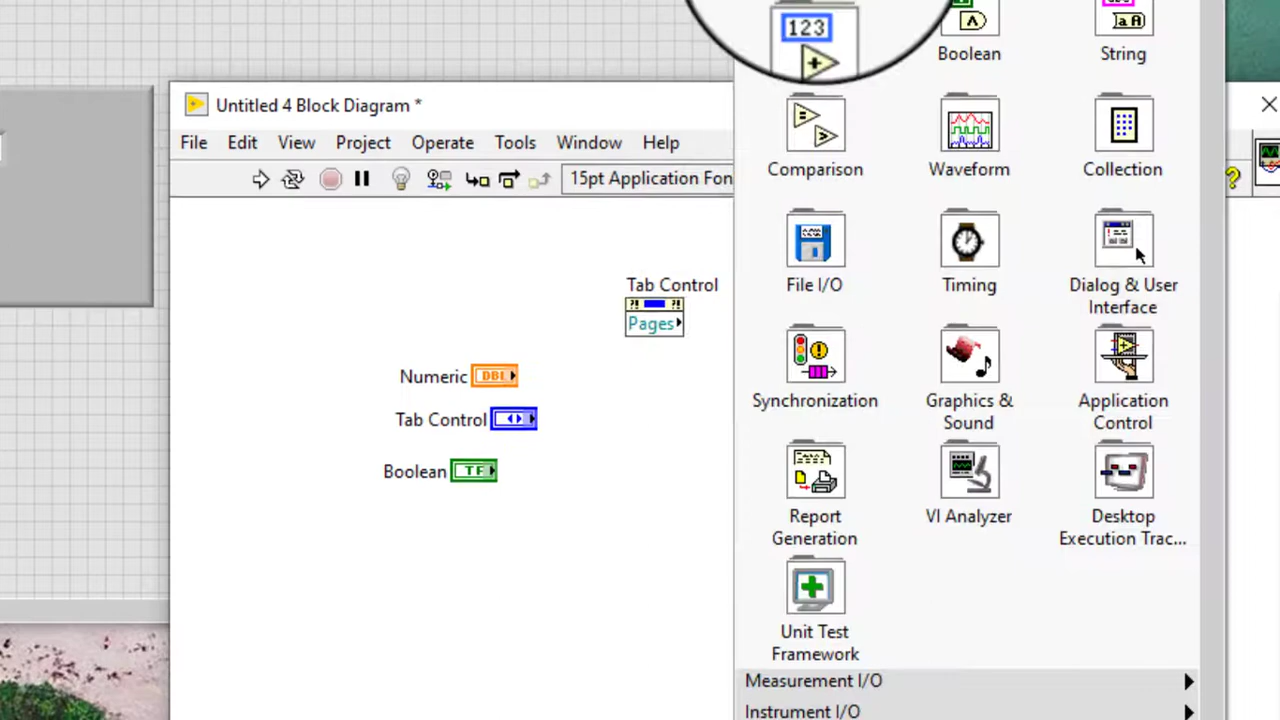 123
Boolean
String
Untitled 4 Block Diagram *
File Edit View Project Operate Tools Window Help
15pt Application Fon
Comparison
Waveform
Collection
File I/O
Timing
Dialog & User
Interface
Synchronization
Graphics &
Sound
Application
Control
Report
Generation
VI Analyzer
Desktop
Execution Trac...
Unit Test
Framework
Measurement I/O
Instrument I/O
Tab Control
Pages
Numeric DBL
Tab Control
Boolean TF